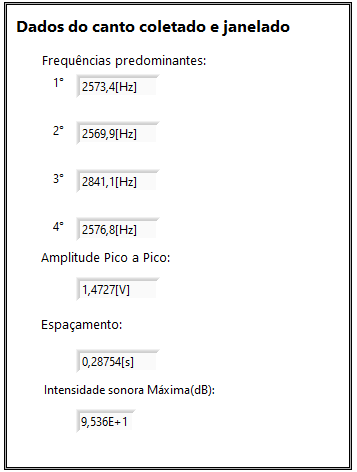 Dados do canto coletado e janelado
Frequências predominantes:
1° 2573,4[Hz]
2° 2569,9[Hz]
3° 2841,1[Hz]
4° 2576,8[Hz]
Amplitude Pico a Pico:
1,4727[V]
Espaçamento:
0,28754[s]
Intensidade sonora Máxima(dB):
9,536E+1